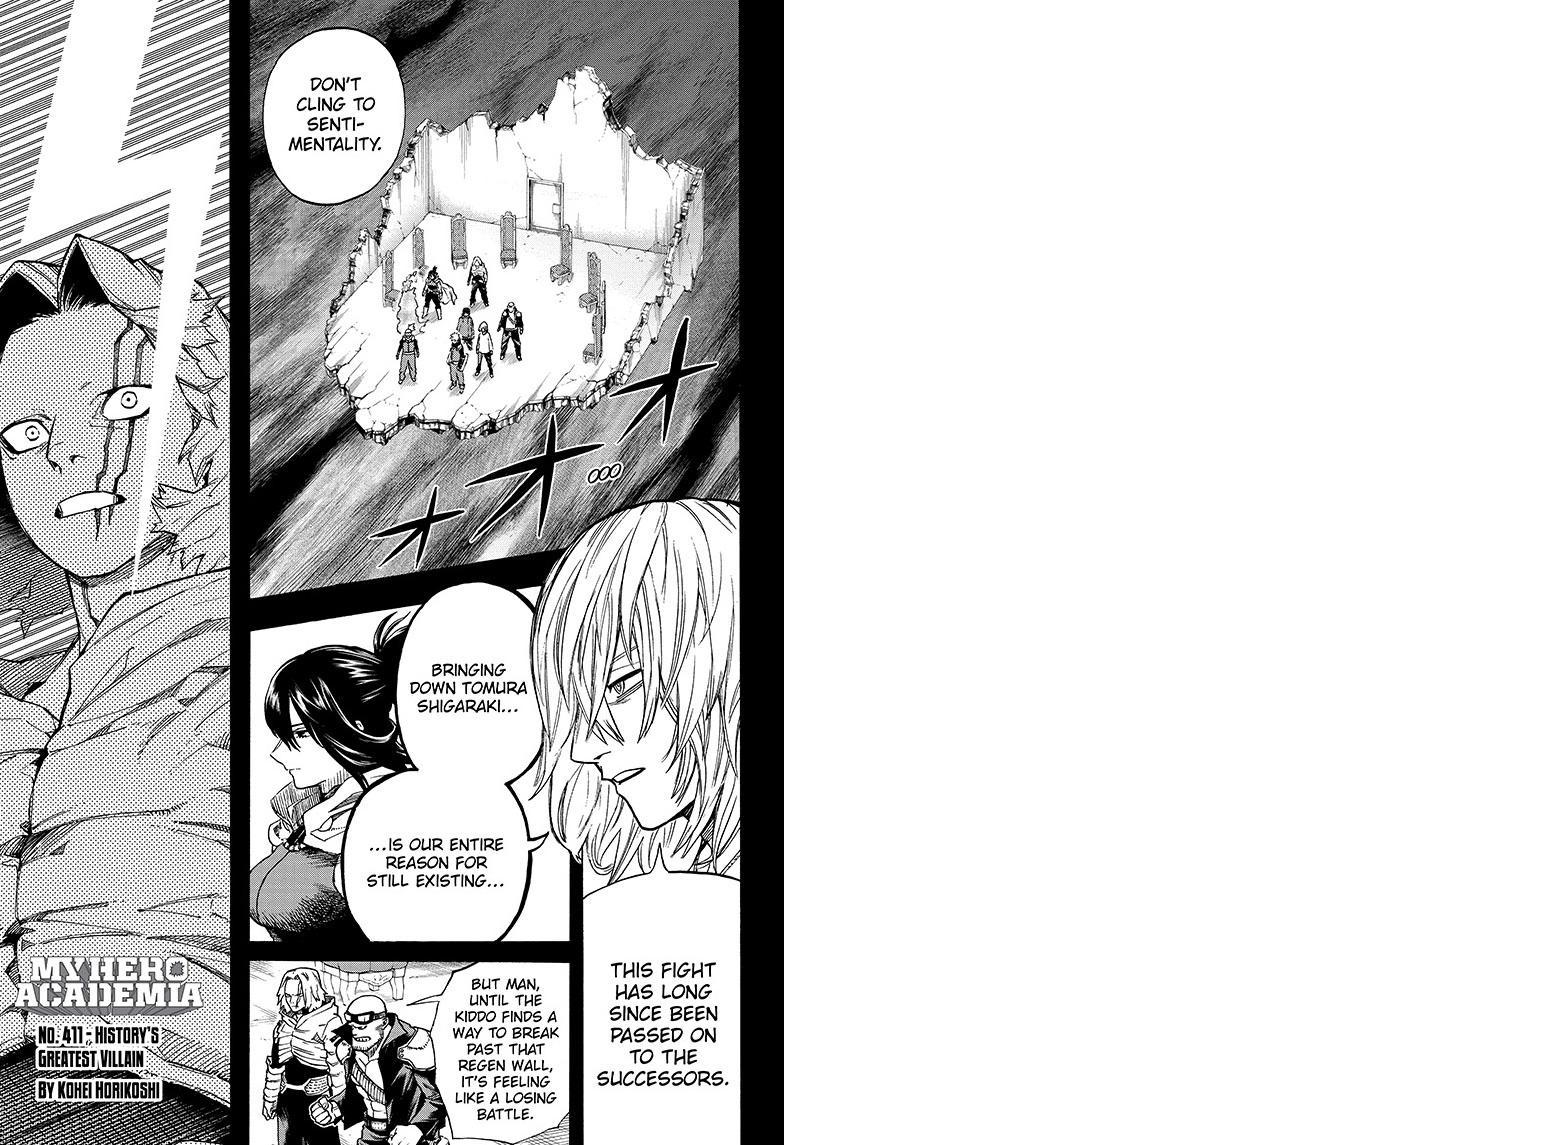 DON'T
CLING TO
SENTI-
MENTALITY.
BRINGING
DOWN TOMURA
SHIGARAKI...
...IS OUR ENTIRE
REASON FOR
STILL EXISTING...
THIS FIGHT
HAS LONG
SINCE BEEN
PASSED ON
TO THE
SUCCESSORS.
BUT MAN,
UNTIL THE
KIDDO FINDS A
WAY TO BREAK
PAST THAT
REGEN WALL,
IT'S FEELING
LIKE A LOSING
BATTLE.
MY HERO
ACADEMIA
NO. 411 - HISTORY'S
GREATEST VILLAIN
BY KOHEI HORIKOSHI